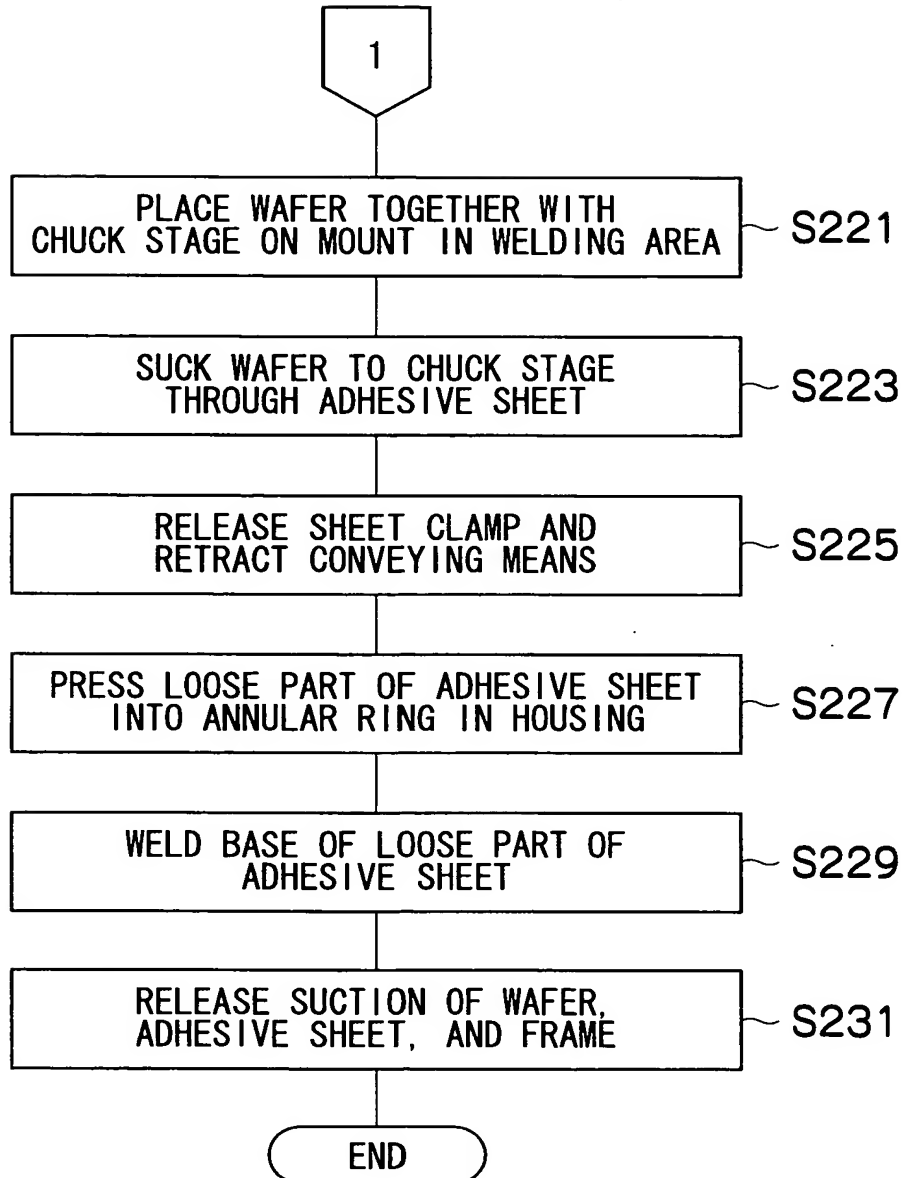 1
PLACE WAFER TOGETHER WITH
CHUCK STAGE ON MOUNT IN WELDING AREA
S221
SUCK WAFER TO CHUCK STAGE
THROUGH ADHESIVE SHEET
S223
RELEASE SHEET CLAMP AND
RETRACT CONVEYING MEANS
S225
PRESS LOOSE PART OF ADHESIVE SHEET
INTO ANNULAR RING IN HOUSING
S227
WELD BASE OF LOOSE PART OF
ADHESIVE SHEET
S229
RELEASE SUCTION OF WAFER,
ADHESIVE SHEET, AND FRAME
S231
END